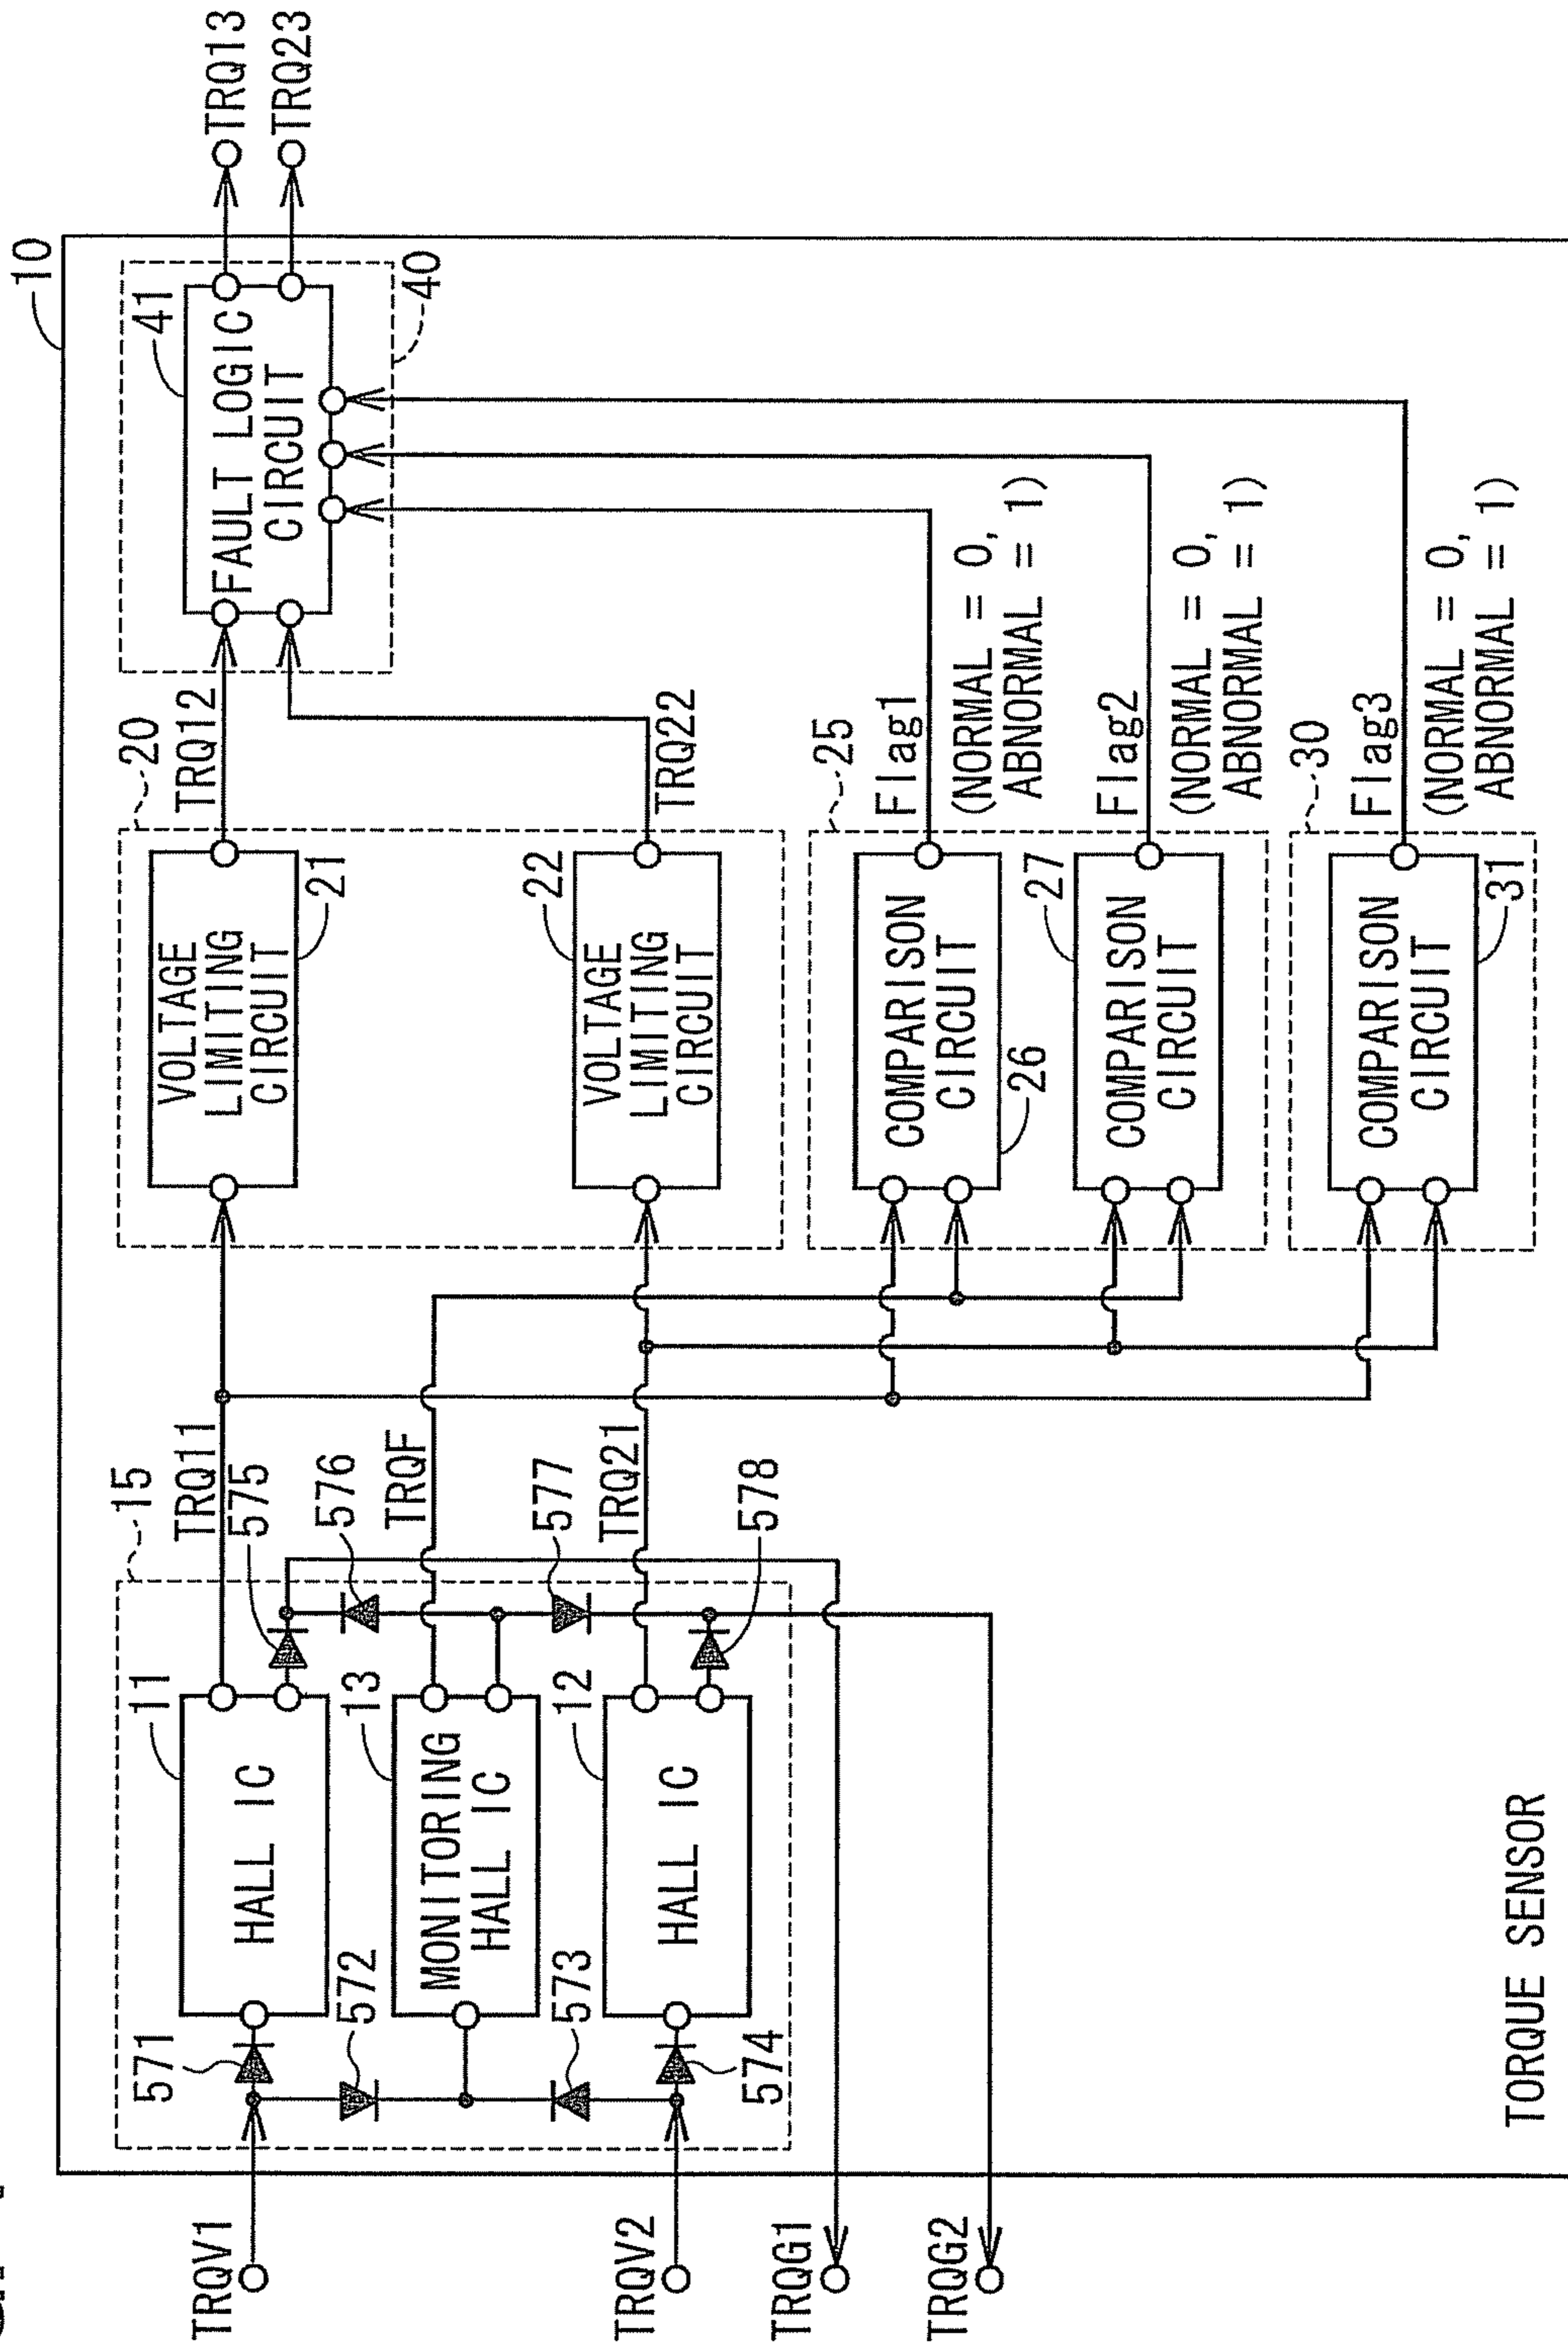 10
TRQV1
TRQV2
TRQG1
TRQG2
15
571
572
573
574
11
HALL IC
13
MONITORING
HALL IC
12
HALL IC
TRQ11
575
576
TRQF
577
TRQ21
578
20
VOLTAGE
LIMITING
CIRCUIT
21
TRQ12
22
VOLTAGE
LIMITING
CIRCUIT
TRQ22
25
COMPARISON
CIRCUIT
26
Flag1
(NORMAL = 0,
ABNORMAL = 1)
27
COMPARISON
CIRCUIT
Flag2
(NORMAL = 0,
ABNORMAL = 1)
30
COMPARISON
CIRCUIT
31
Flag3
(NORMAL = 0,
ABNORMAL = 1)
41
FAULT LOGIC
CIRCUIT
40
TRQ13
TRQ23
TORQUE SENSOR